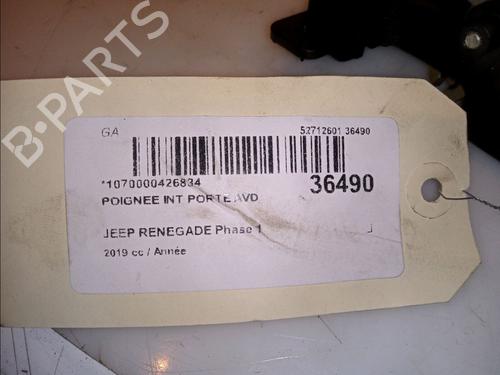 B-PARTS
GA
52712601 36490
*1070000426834
36490
POIGNEE INT PORTE AVD
JEEP RENEGADE Phase 1
2019 cc / Année